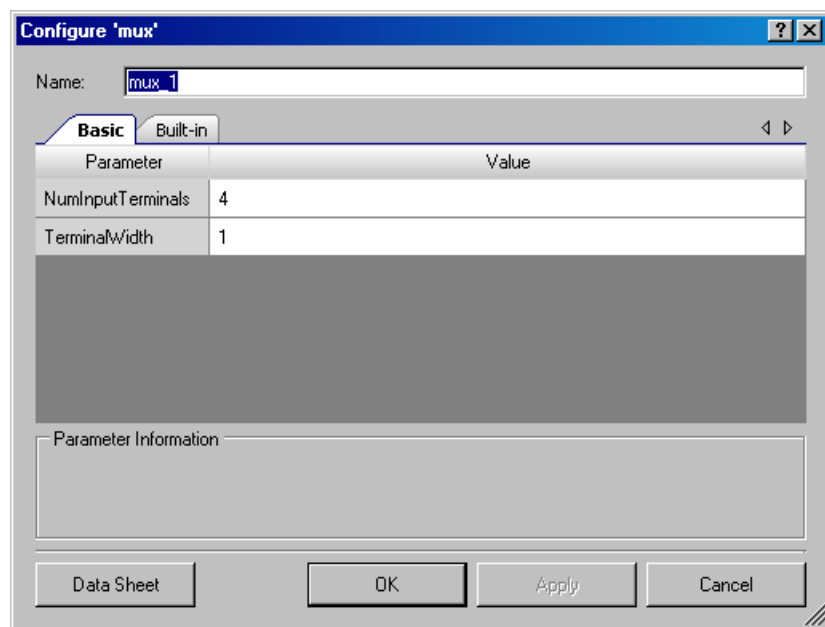 Configure 'mux'
Name: mux_1
Basic Built-in
Parameter Value
NumInputTerminals 4
TerminalWidth 1
Parameter Information
Data Sheet OK Apply Cancel